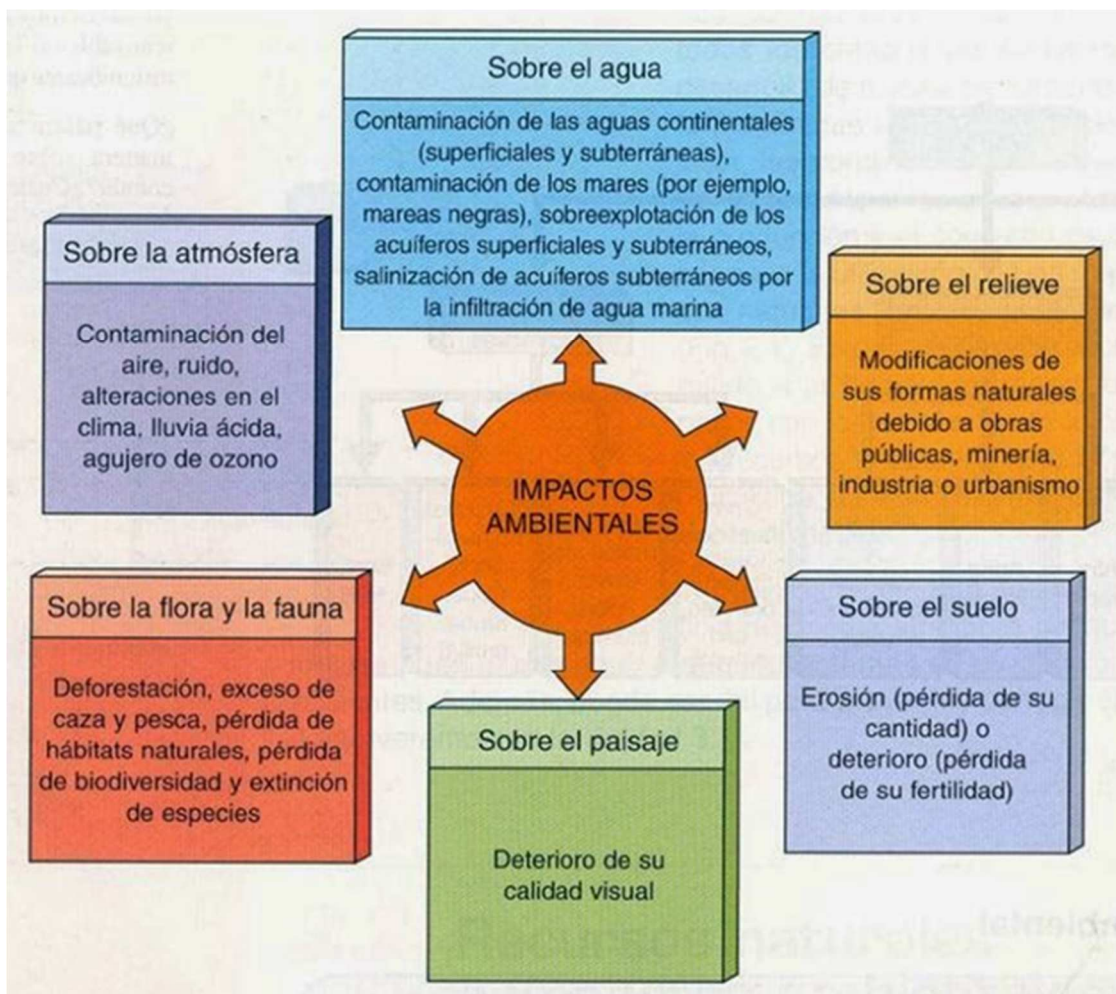 Sobre el agua
Contaminación de las aguas continentales
(superficiales y subterráneas),
contaminación de los mares (por ejemplo,
mareas negras), sobreexplotación de los
acuíferos superficiales y subterráneos,
salinización de acuíferos subterráneos por
la infiltración de agua marina
Sobre la atmósfera
Contaminación del
aire, ruido,
alteraciones en el
clima, lluvia ácida,
agujero de ozono
Sobre el relieve
Modificaciones de
sus formas naturales
debido a obras
públicas, minería,
industria o urbanismo
IMPACTOS
AMBIENTALES
Sobre la flora y la fauna
Deforestación, exceso de
caza y pesca, pérdida de
hábitats naturales, pérdida
de biodiversidad y extinción
de especies
Sobre el suelo
Erosión (pérdida de su
cantidad) o
deterioro (pérdida
de su fertilidad)
Sobre el paisaje
Deterioro de su
calidad visual